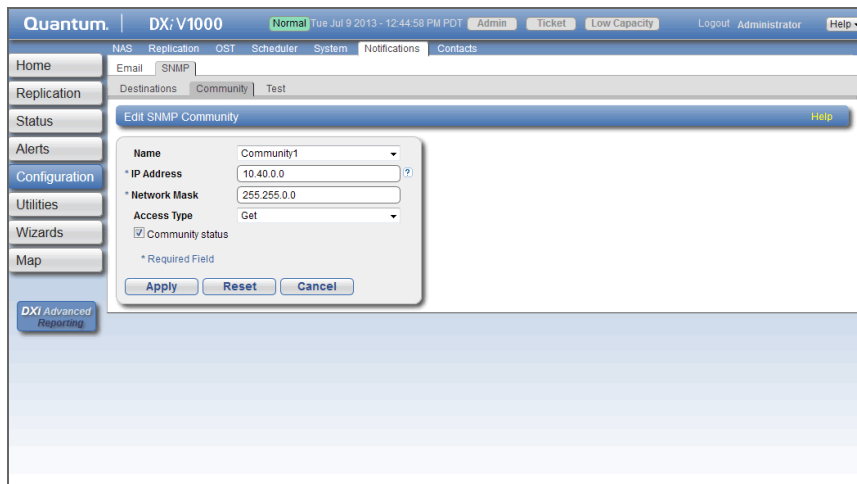 Quantum. DXi V1000 Normal Tue Jul 9 2013 - 12:44:58 PM PDT Admin Ticket Low Capacity Logout Administrator Help
NAS Replication OST Scheduler System Notifications Contacts
Home
Email SNMP
Replication
Destinations Community Test
Status
Edit SNMP Community Help
Alerts
Name Community1
Configuration
* IP Address 10.40.0.0 ?
Utilities
* Network Mask 255.255.0.0
Access Type Get
Wizards
Community status
Map
* Required Field
Apply Reset Cancel
DXi Advanced
Reporting